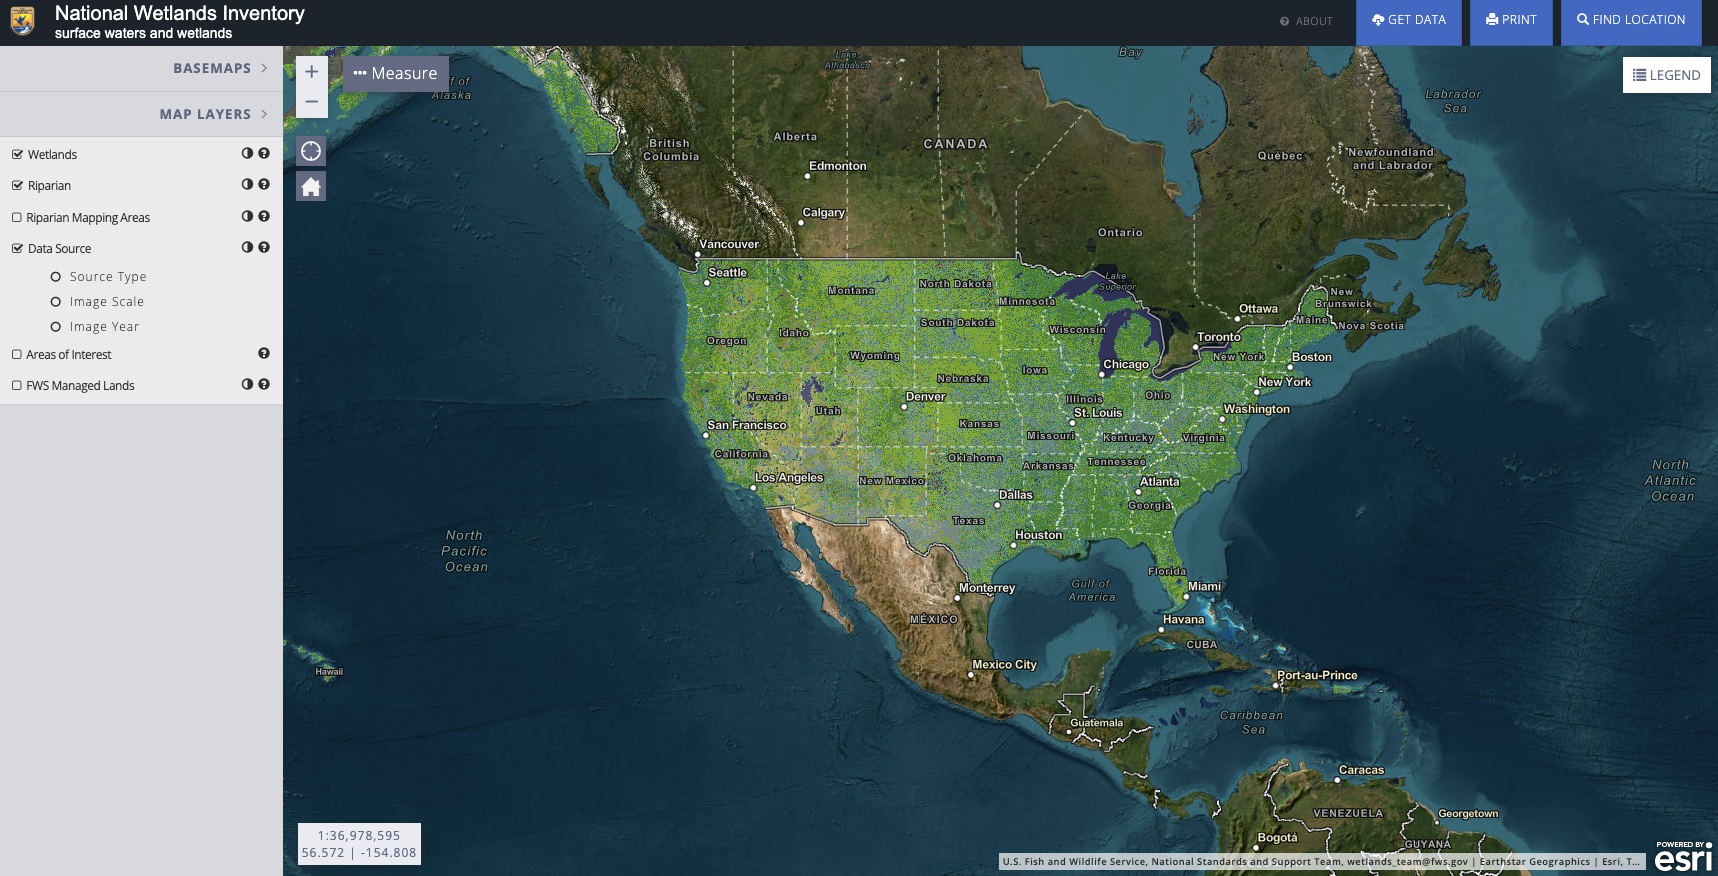 National Wetlands Inventory
surface waters and wetlands
ABOUT
GET DATA
PRINT
FIND LOCATION
BASEMAPS
MAP LAYERS
Wetlands
Riparian
Riparian Mapping Areas
Data Source
Source Type
Image Scale
Image Year
Areas of Interest
FWS Managed Lands
Measure
LEGEND
f of
Alaska
Lake
Athabasca
Bay
Labrador
Sea
British
Columbia
Alberta
CANADA
Québec
Newfoundland
and Labrador
Edmonton
Calgary
Ontario
Vancouver
Seattle
Montana
North Dakota
Minnesota
Lake
Superior
Ottawa
New
Brunswick
Maine
Nova Scotia
Oregon
Idaho
South Dakota
Wisconsin
Toronto
Wyoming
New York
Boston
Nebraska
Iowa
Chicago
New York
Nevada
Utah
Denver
Illinois
Ohio
St. Louis
Washington
San Francisco
Kansas
Missouri
Kentucky
Virginia
California
Oklahoma
Arkansas
Tennessee
Los Angeles
New Mexico
Atlanta
Dallas
Georgia
Texas
Houston
North
Atlantic
Ocean
North
Pacific
Ocean
Florida
Monterrey
Gulf of
America
Miami
MÉXICO
Havana
CUBA
Hawaii
Mexico City
Port-au-Prince
Guatemala
Caribbean
Sea
Caracas
VENEZUELA
Georgetown
Bogotá
GUYANA
1:36,978,595
56.572 | -154.808
U.S. Fish and Wildlife Service, National Standards and Support Team, wetlands_team@fws.gov | Earthstar Geographics | Esri, T...
POWERED BY
esri